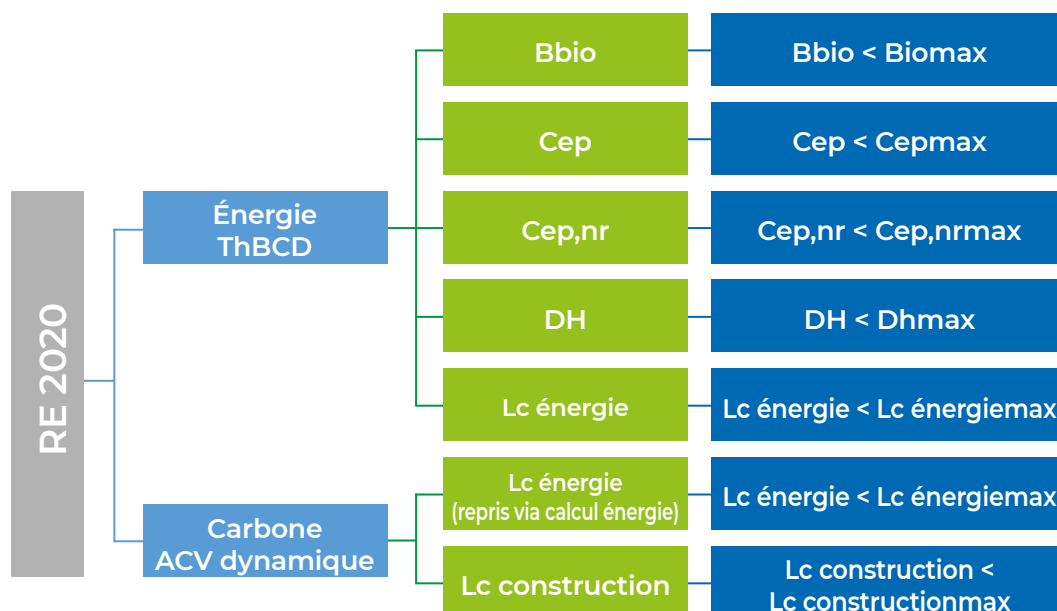 RE 2020
Énergie
ThBCD
Bbio
Bbio < Biomax
Cep
Cep < Cepmax
Cep,nr
Cep,nr < Cep,nrmax
DH
DH < Dhmax
Lc énergie
Lc énergie < Lc énergiemax
Carbone
ACV dynamique
Lc énergie
(repris via calcul énergie)
Lc énergie < Lc énergiemax
Lc construction
Lc construction <
Lc constructionmax